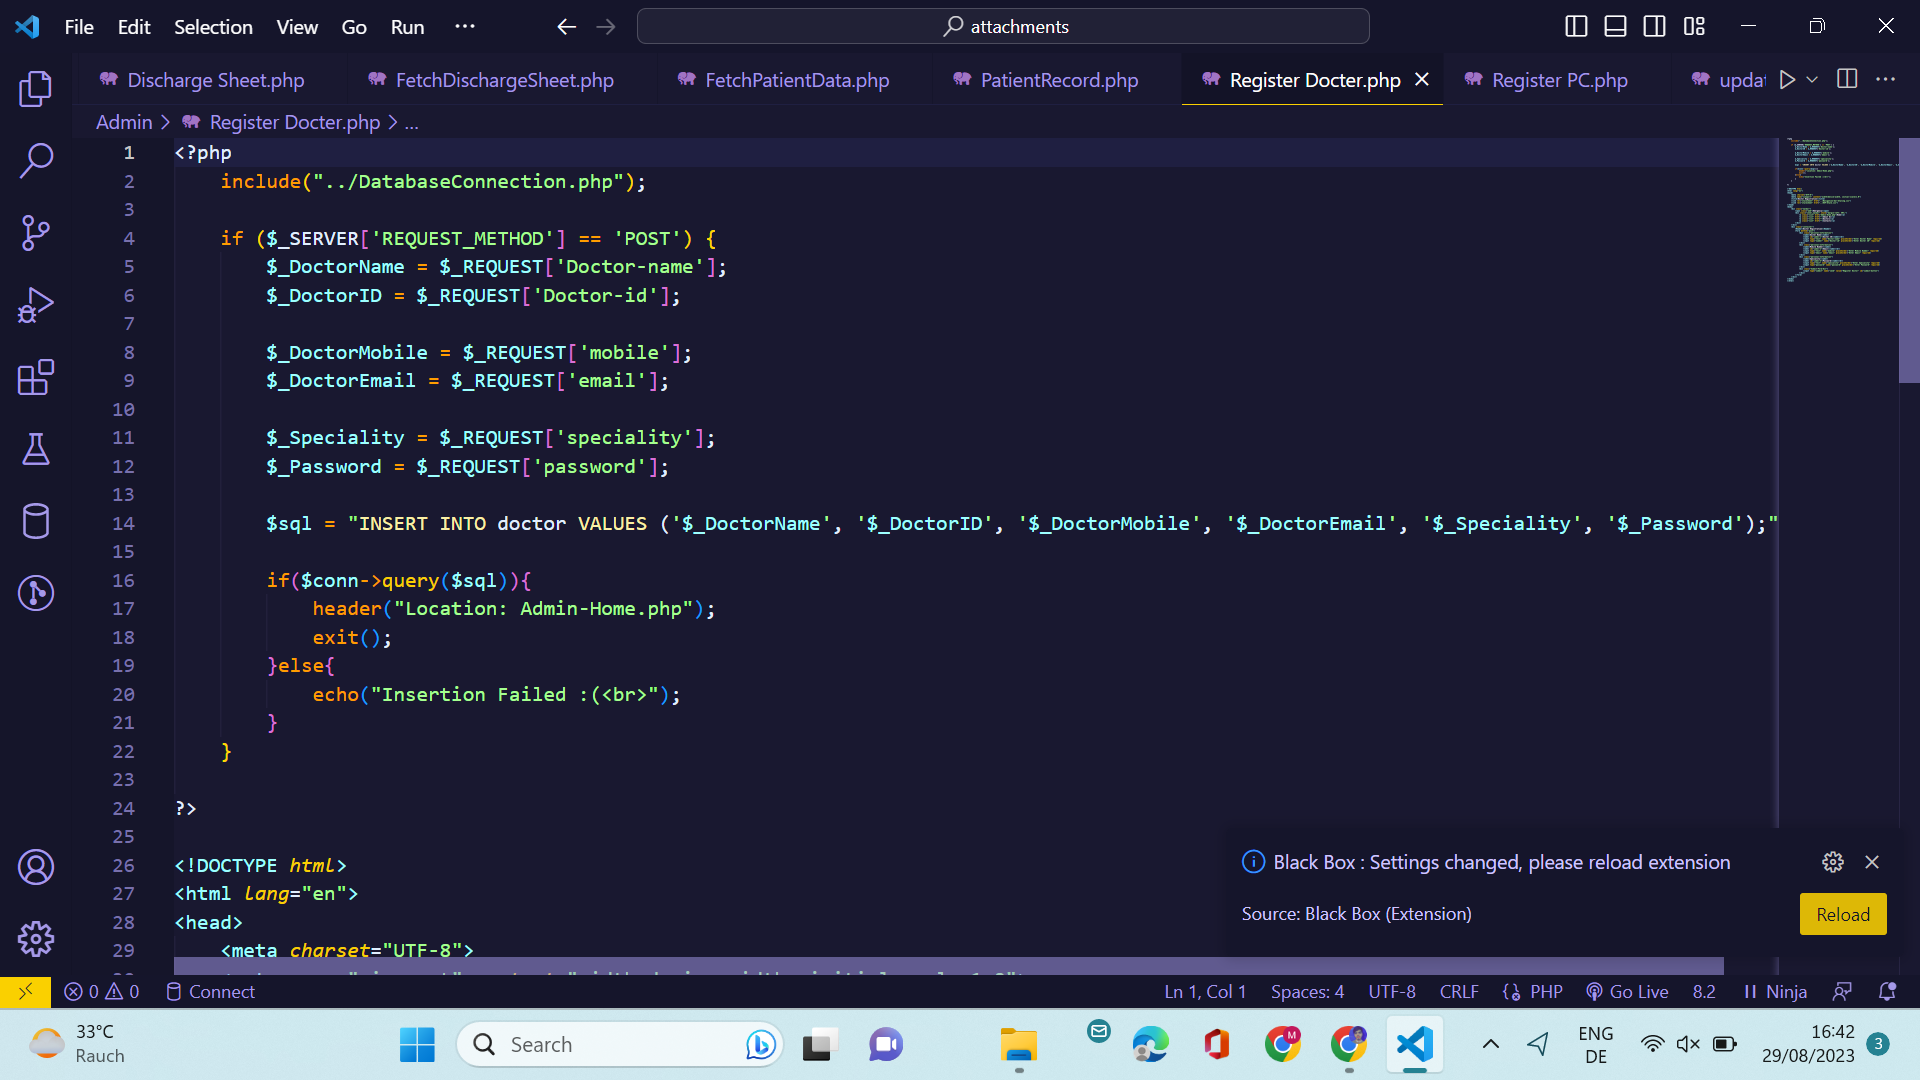 File Edit Selection View Go Run ...
attachments
Discharge Sheet.php FetchDischargeSheet.php FetchPatientData.php PatientRecord.php Register Docter.php Register PC.php updat
Admin > Register Docter.php > ...
1 <?php
2 include("../DatabaseConnection.php");
3
4 if ($_SERVER['REQUEST_METHOD'] == 'POST') {
5 $_DoctorName = $_REQUEST['Doctor-name'];
6 $_DoctorID = $_REQUEST['Doctor-id'];
7
8 $_DoctorMobile = $_REQUEST['mobile'];
9 $_DoctorEmail = $_REQUEST['email'];
10
11 $_Speciality = $_REQUEST['speciality'];
12 $_Password = $_REQUEST['password'];
13
14 $sql = "INSERT INTO doctor VALUES ('$_DoctorName', '$_DoctorID', '$_DoctorMobile', '$_DoctorEmail', '$_Speciality', '$_Password');"
15
16 if($conn->query($sql)){
17 header("Location: Admin-Home.php");
18 exit();
19 }else{
20 echo("Insertion Failed :(<br>");
21 }
22 }
23
24 ?>
25
26 <!DOCTYPE html>
27 <html lang="en">
28 <head>
29 <meta charset="UTF-8">
Black Box : Settings changed, please reload extension
Source: Black Box (Extension)
Reload
0 0 Connect Ln 1, Col 1 Spaces: 4 UTF-8 CRLF PHP Go Live 8.2 Ninja
33°C
Rauch
Search
M
ENG
DE
16:42
29/08/2023
3